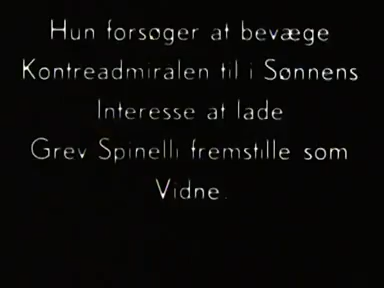 Hun forsøger at bevæge
Kontreadmiralen til i Sønnens
Interesse at lade
Grev Spinelli fremstille som
Vidne.